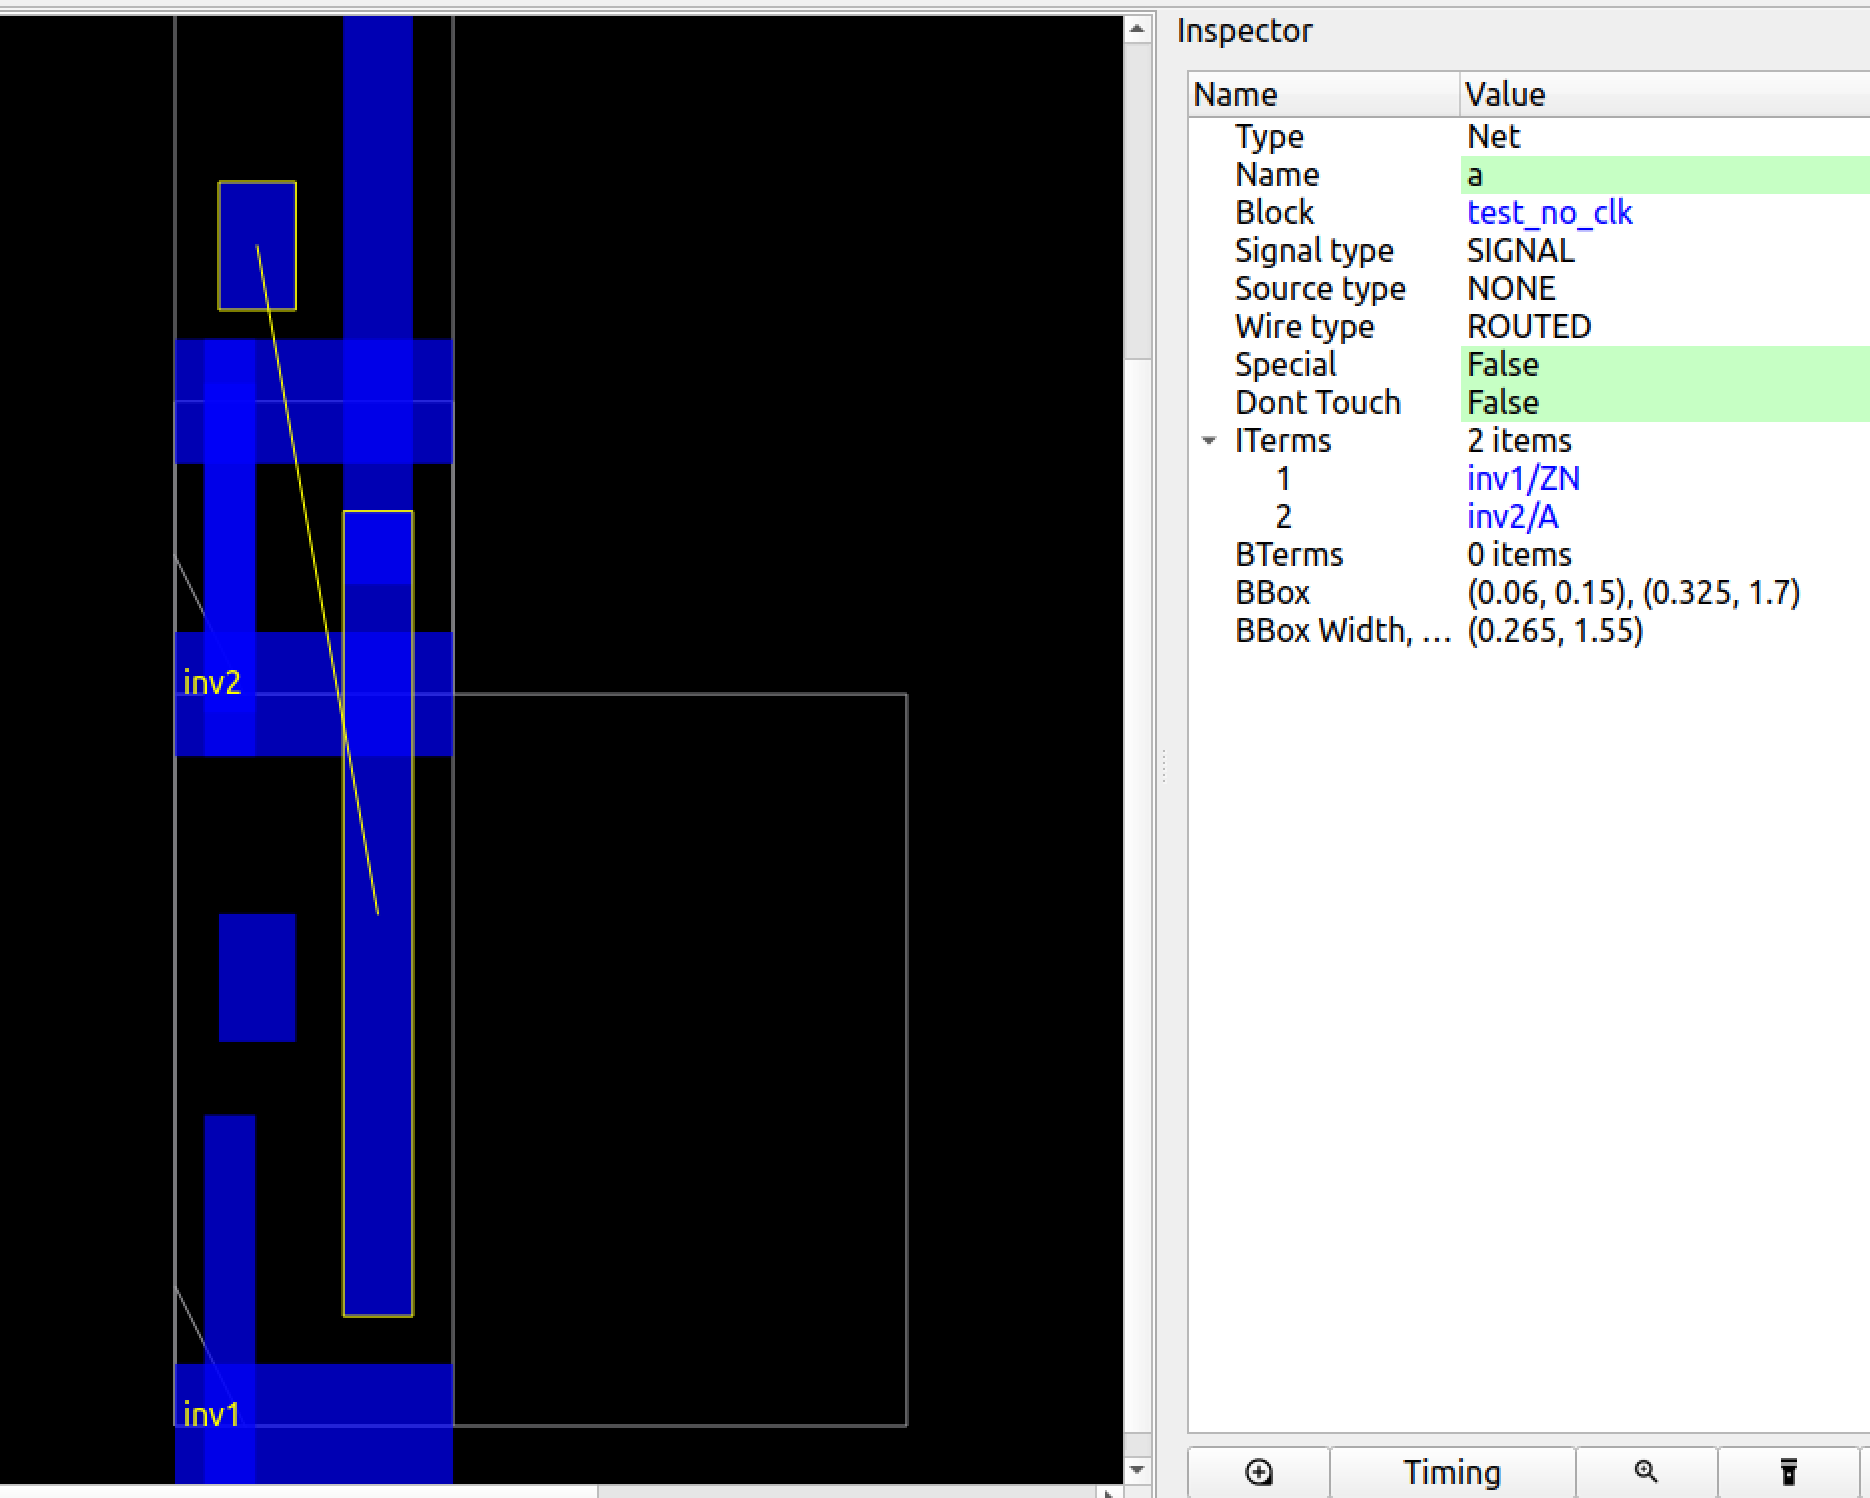 Inspector
Name Value
Type Net
Name a
Block test_no_clk
Signal type SIGNAL
Source type NONE
Wire type ROUTED
Special False
Dont Touch False
ITerms 2 items
1 inv1/ZN
2 inv2/A
BTerms 0 items
BBox (0.06, 0.15), (0.325, 1.7)
BBox Width, ... (0.265, 1.55)
inv2
inv1
Timing